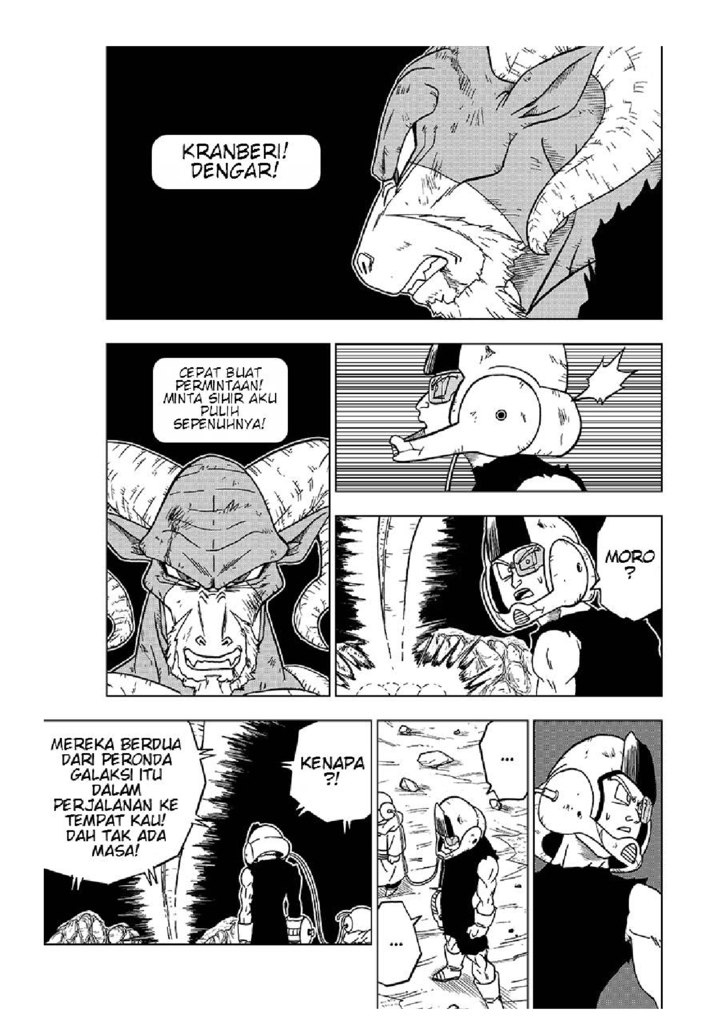 KRANBERI!
DENGAR!
MORO
?
CEPAT BUAT
PERMINTAAN!
MINTA SIHIR AKU
PULIH
SEPENUHNYA!
...
...
KENAPA
?!
MEREKA BERDUA
DARI PERONDA
GALAKSI ITU
DALAM
PERJALANAN KE
TEMPAT KAU!
DAH TAK ADA
MASA!